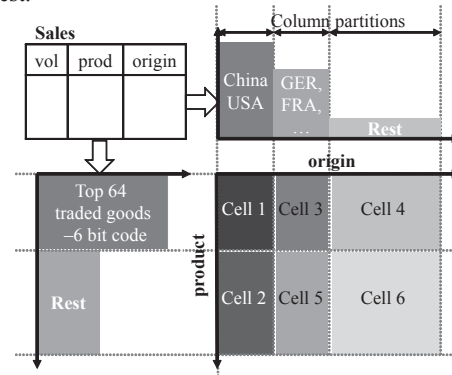 est.
Column partitions
Sales
vol prod origin
China
USA
GER,
FRA,
…
Rest
origin
Top 64
traded goods
–6 bit code
Rest
product
Cell 1 Cell 3 Cell 4
Cell 2 Cell 5 Cell 6